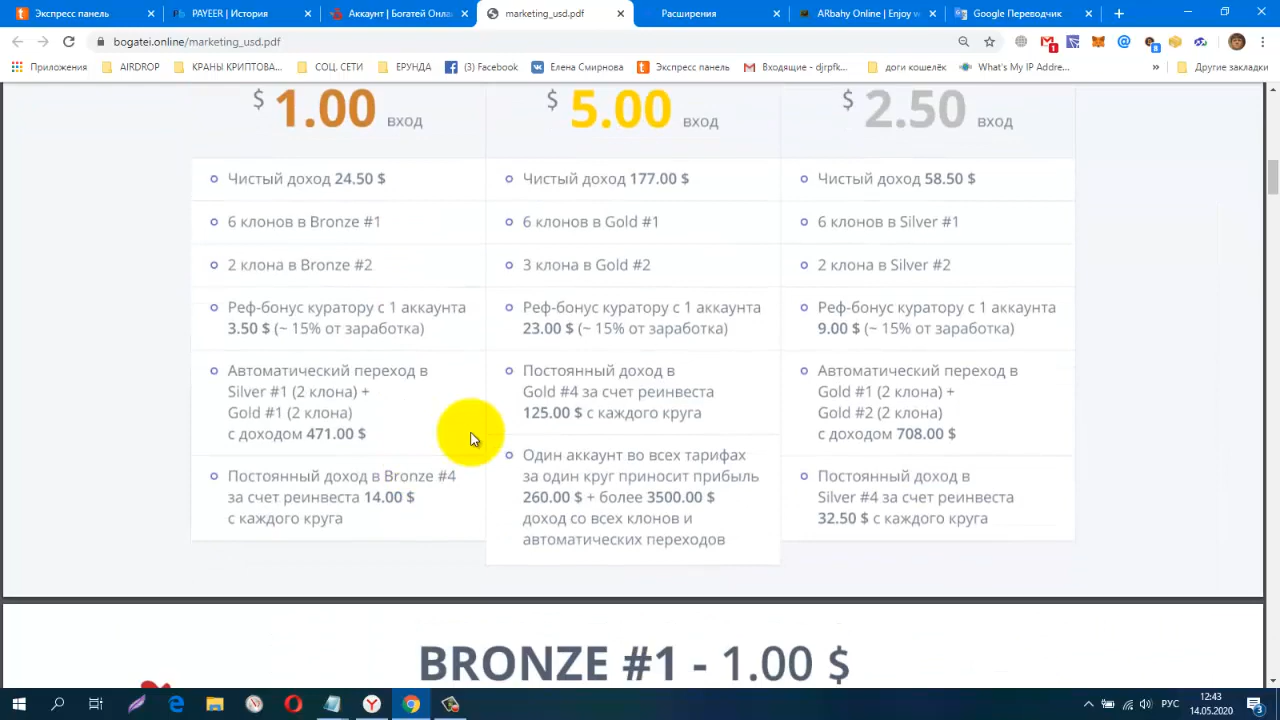 Экспресс панель
PAYEER | История
Аккаунт | Богатей Онла
marketing_usd.pdf
Расширения
ARbahy Online | Enjoy w
Google Переводчик
bogatei.online/marketing_usd.pdf
1
8
Приложения
AIRDROP
КРАНЫ КРИПТОВА...
СОЦ. СЕТИ
ЕРУНДА
(3) Facebook
Елена Смирнова
Экспресс панель
Входящие - djrpfk...
доги кошелёк
What's My IP Addre...
»
Другие закладки
$ 1.00 вход
Чистый доход 24.50 $
6 клонов в Bronze #1
2 клона в Bronze #2
Реф-бонус куратору с 1 аккаунта
3.50 $ (~ 15% от заработка)
Автоматический переход в
Silver #1 (2 клона) +
Gold #1 (2 клона)
с доходом 471.00 $
Постоянный доход в Bronze #4
за счет реинвеста 14.00 $
с каждого круга
$ 5.00 вход
Чистый доход 177.00 $
6 клонов в Gold #1
3 клона в Gold #2
Реф-бонус куратору с 1 аккаунта
23.00 $ (~ 15% от заработка)
Постоянный доход в
Gold #4 за счет реинвеста
125.00 $ с каждого круга
Один аккаунт во всех тарифах
за один круг приносит прибыль
260.00 $ + более 3500.00 $
доход со всех клонов и
автоматических переходов
$ 2.50 вход
Чистый доход 58.50 $
6 клонов в Silver #1
2 клона в Silver #2
Реф-бонус куратору с 1 аккаунта
9.00 $ (~ 15% от заработка)
Автоматический переход в
Gold #1 (2 клона) +
Gold #2 (2 клона)
с доходом 708.00 $
Постоянный доход в
Silver #4 за счет реинвеста
32.50 $ с каждого круга
BRONZE #1 - 1.00 $
РУС
12:43
14.05.2020
3